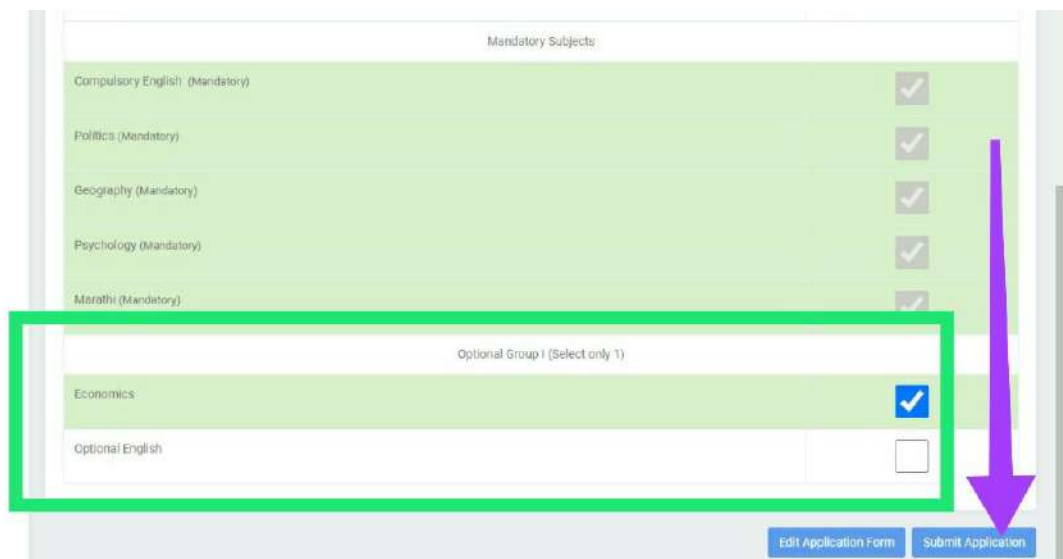 Mandatory Subjects
Compulsory English (Mandatory)
Politics (Mandatory)
Geography (Mandatory)
Psychology (Mandatory)
Marathi (Mandatory)
Optional Group I (Select only 1)
Economics
Optional English
Edit Application Form Submit Application